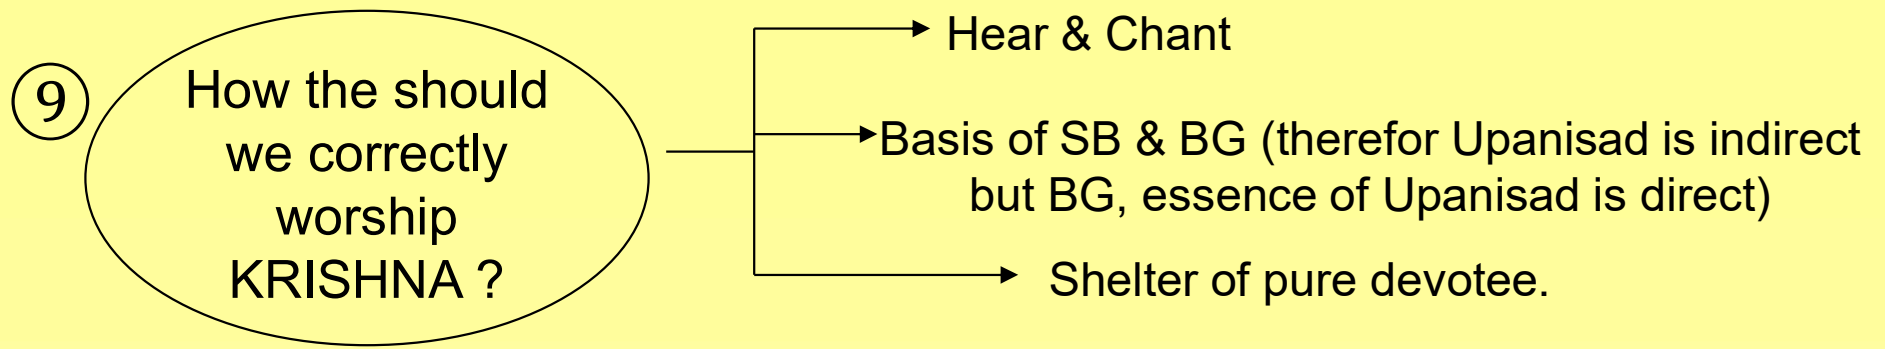 9
How the should
we correctly
worship
KRISHNA ?
Hear & Chant
Basis of SB & BG (therefor Upanisad is indirect
but BG, essence of Upanisad is direct)
Shelter of pure devotee.